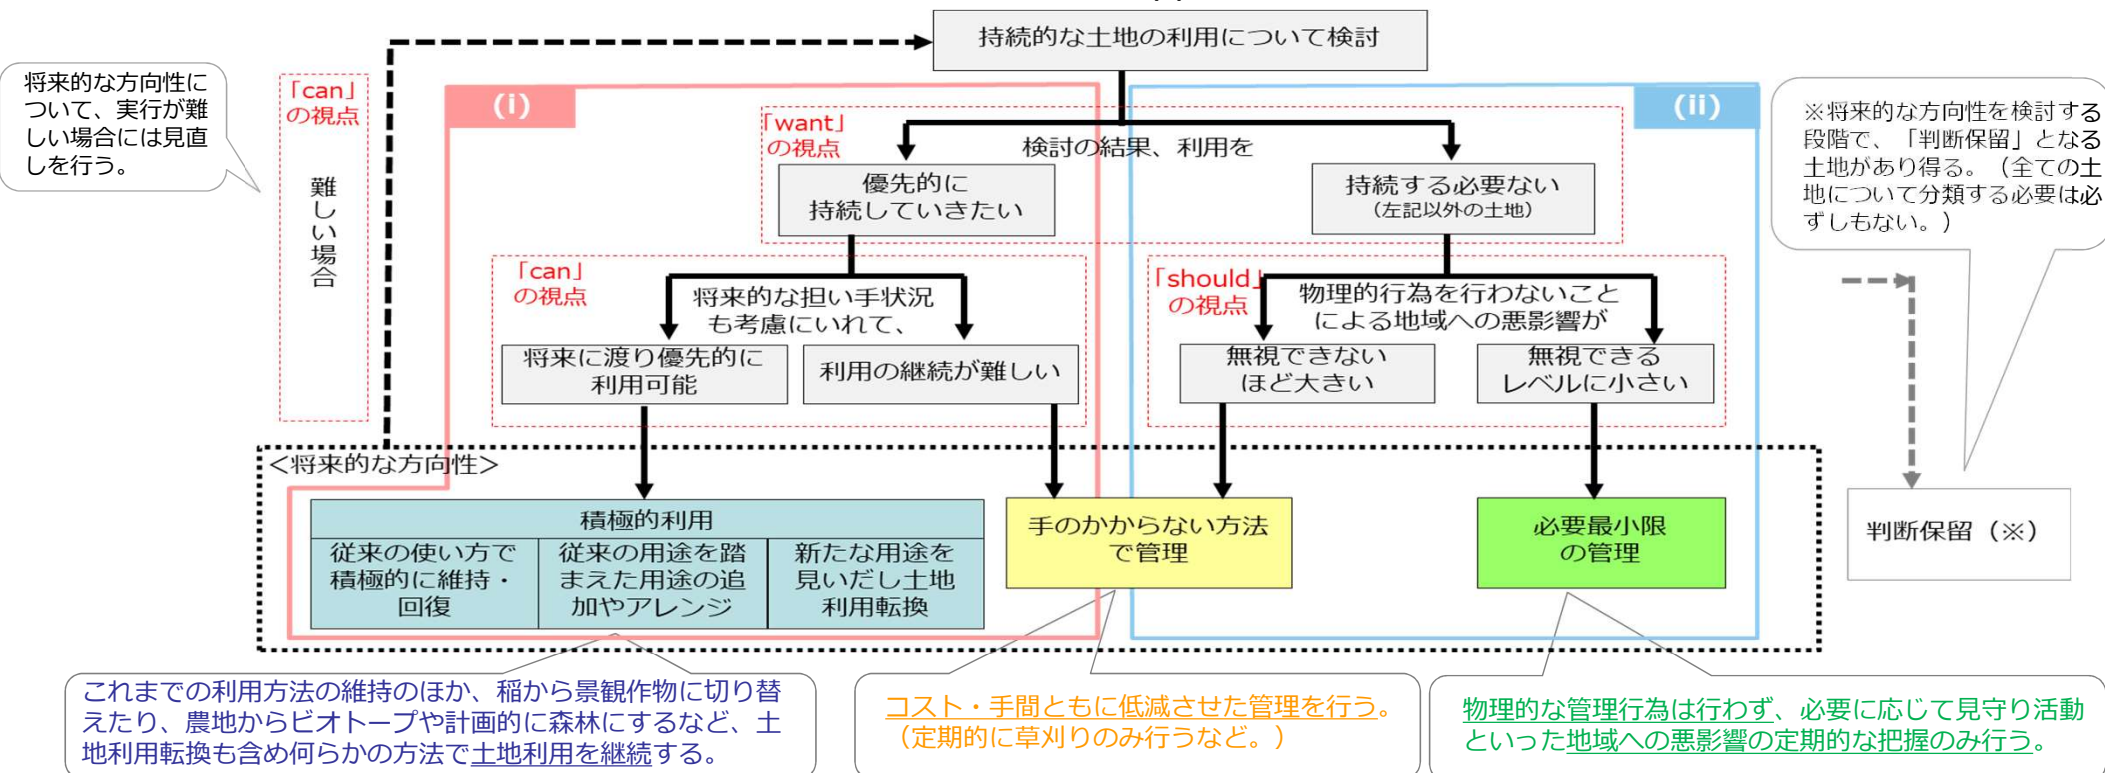 持続的な土地の利用について検討
将来的な方向性に
ついて、実行が難
しい場合には見直
しを行う。
「can」
の視点
難しい場合
(i)
(ii)
「want」
の視点
検討の結果、利用を
優先的に
持続していきたい
持続する必要ない
（左記以外の土地）
※将来的な方向性を検討する
段階で、「判断保留」となる
土地があり得る。（全ての土
地について分類する必要は必
ずしもない。）
「can」
の視点
将来的な担い手状況
も考慮にいれて、
「should」
の視点
物理的行為を行わないこと
による地域への悪影響が
将来に渡り優先的に
利用可能
利用の継続が難しい
無視できない
ほど大きい
無視できる
レベルに小さい
＜将来的な方向性＞
積極的利用
従来の使い方で
積極的に維持・
回復
従来の用途を踏
まえた用途の追
加やアレンジ
新たな用途を
見いだし土地
利用転換
手のかからない方法
で管理
必要最小限
の管理
判断保留（※）
これまでの利用方法の維持のほか、稲から景観作物に切り替
えたり、農地からビオトープや計画的に森林にするなど、土
地利用転換も含め何らかの方法で土地利用を継続する。
コスト・手間ともに低減させた管理を行う。
（定期的に草刈りのみ行うなど。）
物理的な管理行為は行わず、必要に応じて見守り活動
といった地域への悪影響の定期的な把握のみ行う。